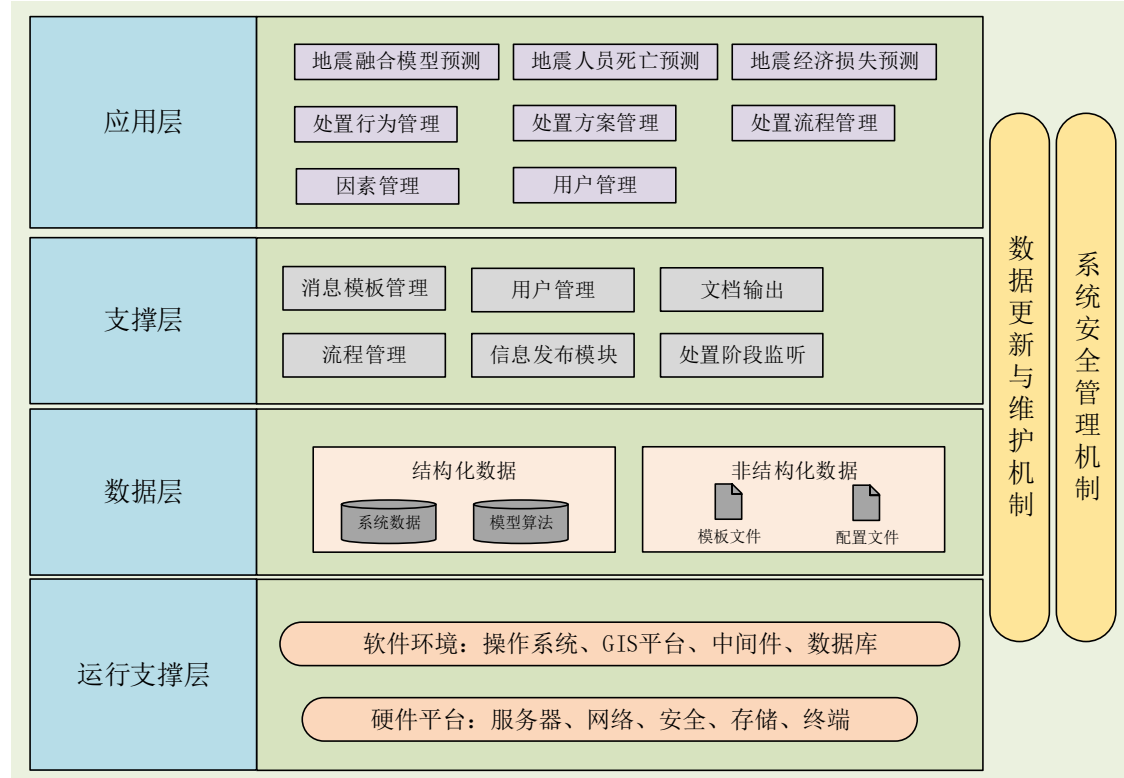 应用层
地震融合模型预测
地震人员死亡预测
地震经济损失预测
处置行为管理
处置方案管理
处置流程管理
因素管理
用户管理
支撑层
消息模板管理
用户管理
文档输出
流程管理
信息发布模块
处置阶段监听
数据层
结构化数据
系统数据
模型算法
非结构化数据
模板文件
配置文件
运行支撑层
软件环境：操作系统、GIS平台、中间件、数据库
硬件平台：服务器、网络、安全、存储、终端
数据更新与维护机制
系统安全管理机制